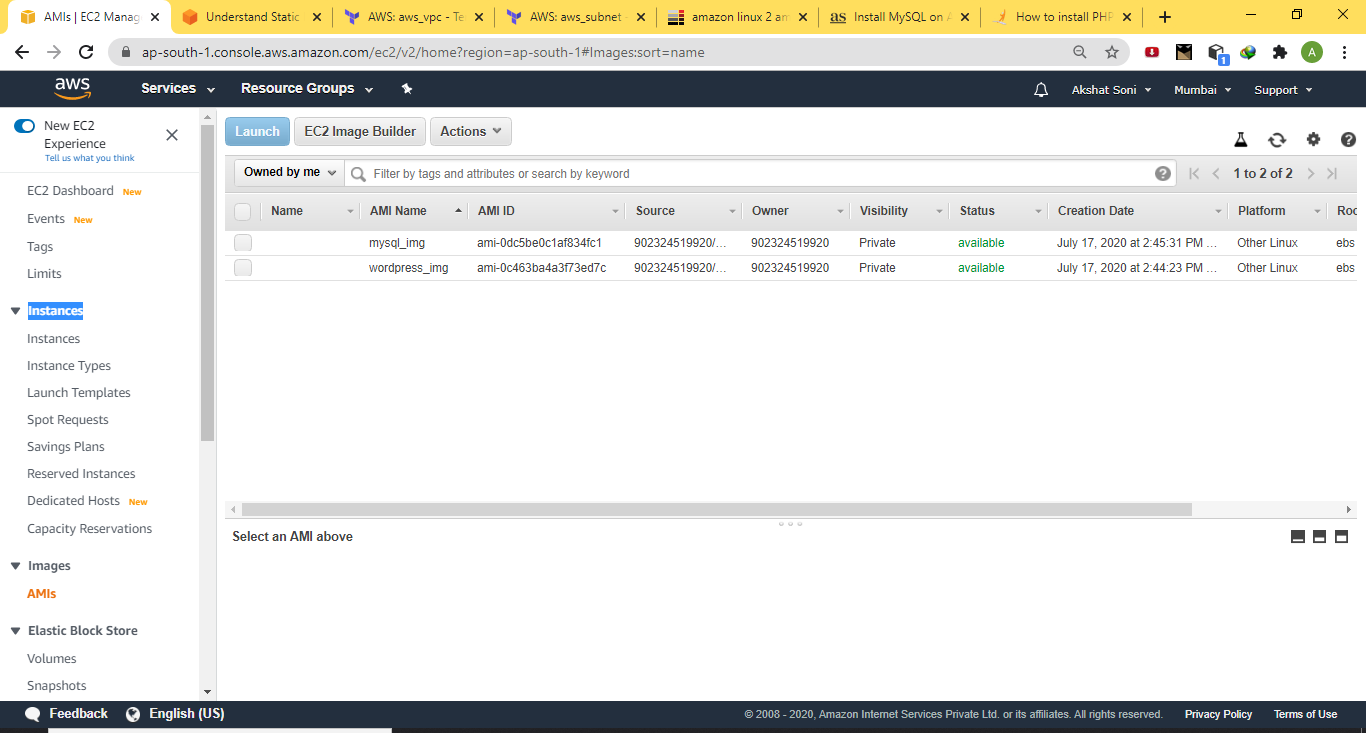 AMIs | EC2 Manag
Understand Static
AWS: aws_vpc - Te
AWS: aws_subnet
amazon linux 2 am
as Install MySQL on A
How to install PHP
ap-south-1.console.aws.amazon.com/ec2/v2/home?region=ap-south-1#Images:sort=name
1
A
aws Services Resource Groups Akshat Soni Mumbai Support
New EC2
Experience
Tell us what you think
EC2 Dashboard New
Events New
Tags
Limits
Instances
Instances
Instance Types
Launch Templates
Spot Requests
Savings Plans
Reserved Instances
Dedicated Hosts New
Capacity Reservations
Images
AMIs
Elastic Block Store
Volumes
Snapshots
Launch EC2 Image Builder Actions
Owned by me Filter by tags and attributes or search by keyword 1 to 2 of 2
Name AMI Name AMI ID Source Owner Visibility Status Creation Date Platform Roo
mysql_img ami-0dc5be0c1af834fc1 902324519920/... 902324519920 Private available July 17, 2020 at 2:45:31 PM ... Other Linux ebs
wordpress_img ami-0c463ba4a3f73ed7c 902324519920/... 902324519920 Private available July 17, 2020 at 2:44:23 PM ... Other Linux ebs
Select an AMI above
Feedback English (US) © 2008 - 2020, Amazon Internet Services Private Ltd. or its affiliates. All rights reserved. Privacy Policy Terms of Use